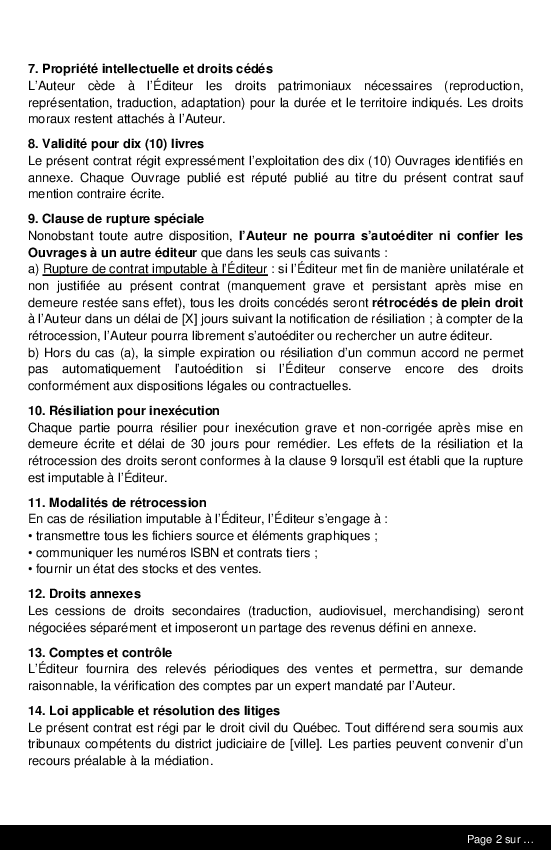 7. Propriété intellectuelle et droits cédés
L’Auteur cède à l’Éditeur les droits patrimoniaux nécessaires (reproduction,
représentation, traduction, adaptation) pour la durée et le territoire indiqués. Les droits
moraux restent attachés à l’Auteur.
8. Validité pour dix (10) livres
Le présent contrat régit expressément l’exploitation des dix (10) Ouvrages identifiés en
annexe. Chaque Ouvrage publié est réputé publié au titre du présent contrat sauf
mention contraire écrite.
9. Clause de rupture spéciale
Nonobstant toute autre disposition, l’Auteur ne pourra s’autoéditer ni confier les
Ouvrages à un autre éditeur que dans les seuls cas suivants :
a) Rupture de contrat imputable à l’Éditeur : si l’Éditeur met fin de manière unilatérale et
non justifiée au présent contrat (manquement grave et persistant après mise en
demeure restée sans effet), tous les droits concédés seront rétrocédés de plein droit
à l’Auteur dans un délai de [X] jours suivant la notification de résiliation ; à compter de la
rétrocession, l’Auteur pourra librement s’autoéditer ou rechercher un autre éditeur.
b) Hors du cas (a), la simple expiration ou résiliation d’un commun accord ne permet
pas automatiquement l’autoédition si l’Éditeur conserve encore des droits
conformément aux dispositions légales ou contractuelles.
10. Résiliation pour inexécution
Chaque partie pourra résilier pour inexécution grave et non-corrigée après mise en
demeure écrite et délai de 30 jours pour remédier. Les effets de la résiliation et la
rétrocession des droits seront conformes à la clause 9 lorsqu’il est établi que la rupture
est imputable à l’Éditeur.
11. Modalités de rétrocession
En cas de résiliation imputable à l’Éditeur, l’Éditeur s’engage à :
• transmettre tous les fichiers source et éléments graphiques ;
• communiquer les numéros ISBN et contrats tiers ;
• fournir un état des stocks et des ventes.
12. Droits annexes
Les cessions de droits secondaires (traduction, audiovisuel, merchandising) seront
négociées séparément et imposeront un partage des revenus défini en annexe.
13. Comptes et contrôle
L’Éditeur fournira des relevés périodiques des ventes et permettra, sur demande
raisonnable, la vérification des comptes par un expert mandaté par l’Auteur.
14. Loi applicable et résolution des litiges
Le présent contrat est régi par le droit civil du Québec. Tout différend sera soumis aux
tribunaux compétents du district judiciaire de [ville]. Les parties peuvent convenir d’un
recours préalable à la médiation.
Page 2 sur ...